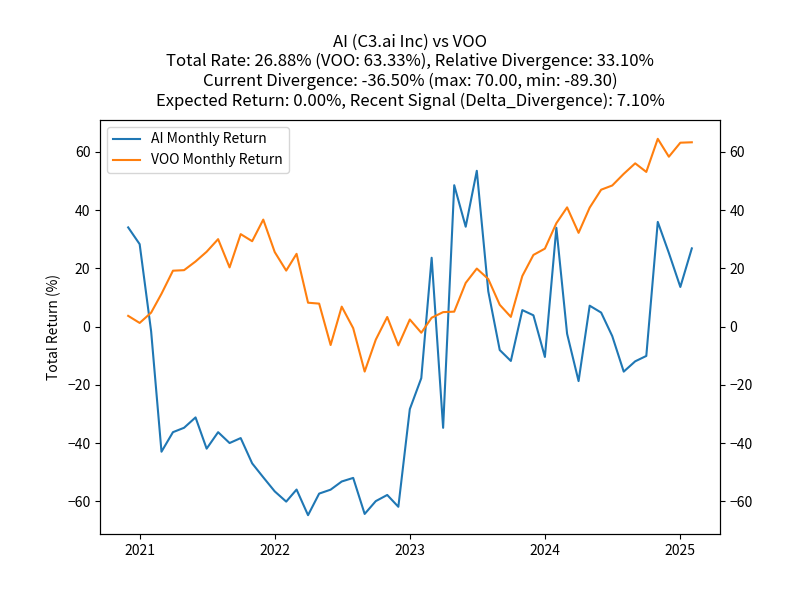 AI (C3.ai Inc) vs VOO
Total Rate: 26.88% (VOO: 63.33%), Relative Divergence: 33.10%
Current Divergence: -36.50% (max: 70.00, min: -89.30)
Expected Return: 0.00%, Recent Signal (Delta_Divergence): 7.10%
AI Monthly Return
VOO Monthly Return
Total Return (%)
60 60
40 40
20 20
0 0
−20 −20
−40 −40
−60 −60
2021 2022 2023 2024 2025